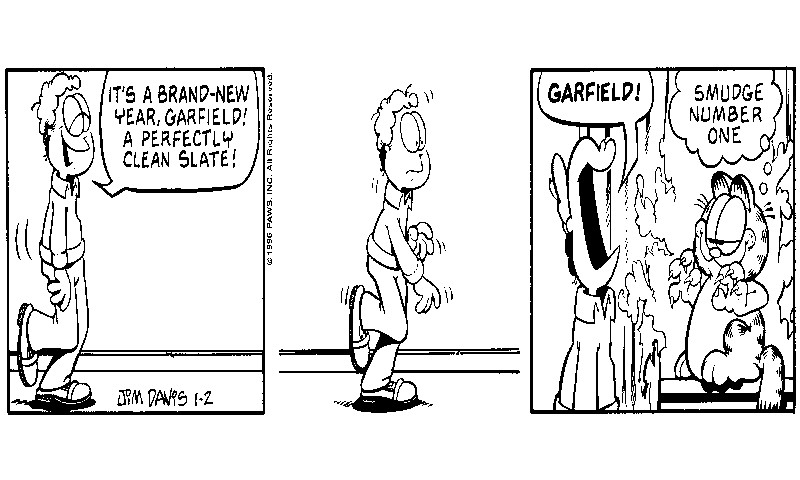 IT'S A BRAND-NEW
YEAR, GARFIELD!
A PERFECTLY
CLEAN SLATE!
JIM DAVIS 1-2
© 1996 PAWS, INC. All Rights Reserved.
GARFIELD!
SMUDGE
NUMBER
ONE